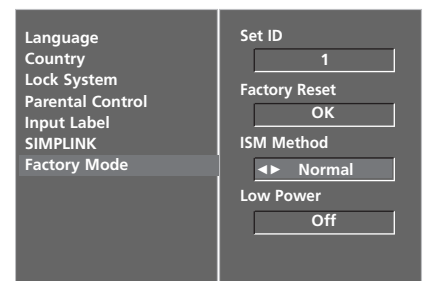 Language
Country
Lock System
Parental Control
Input Label
SIMPLINK
Factory Mode
Set ID
1
Factory Reset
OK
ISM Method
◄► Normal
Low Power
Off